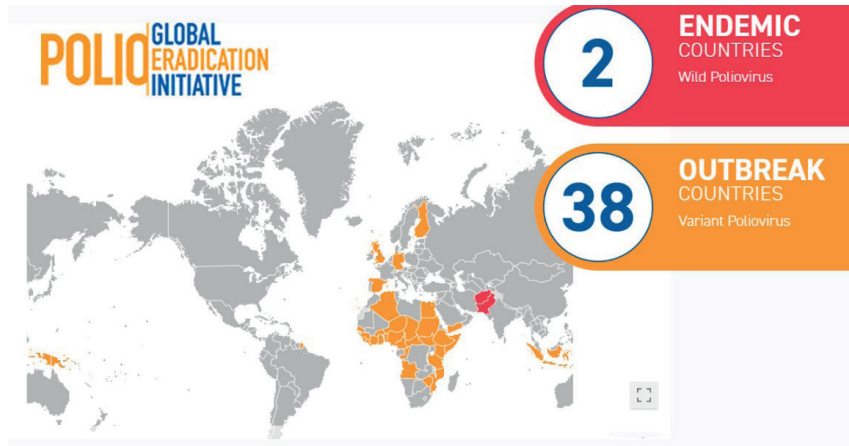 POLIO GLOBAL
ERADICATION
INITIATIVE
2
ENDEMIC
COUNTRIES
Wild Poliovirus
38
OUTBREAK
COUNTRIES
Variant Poliovirus